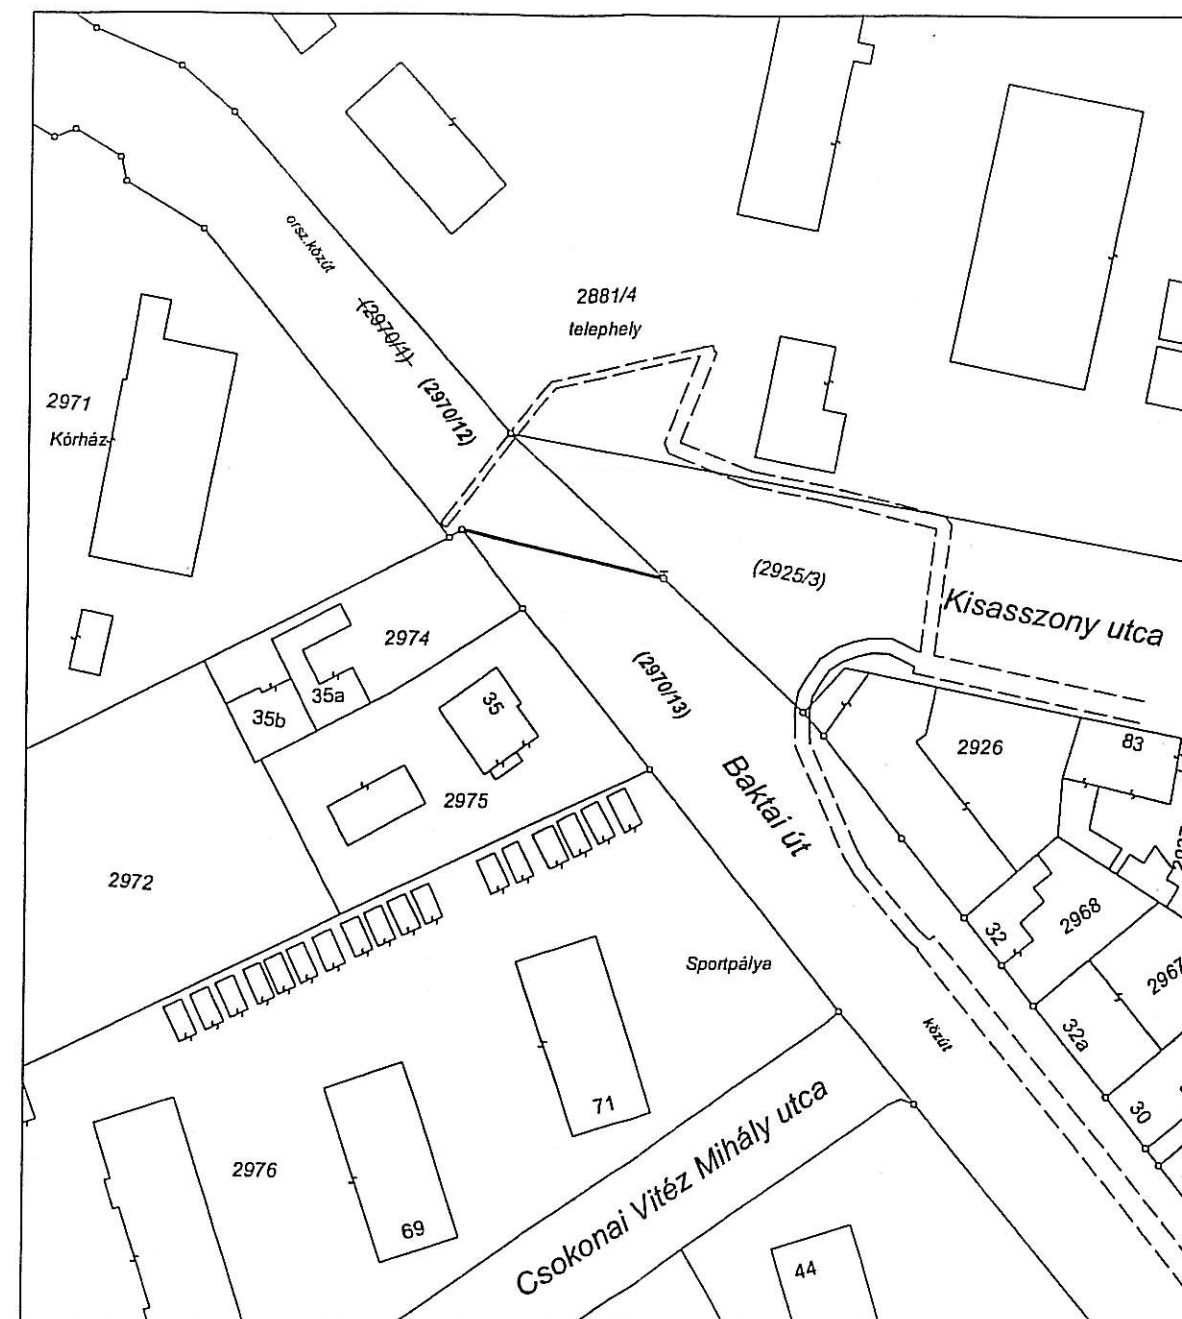 orsz.közút
2881/4
telephely
(2970/1)
(2970/12)
2971
Kórház
(2925/3)
Kisasszony utca
2974
35a
35b
35
(2970/13)
2926
83
Baktai út
2975
2972
32
2968
2967
Sportpálya
32a
közút
71
30
2976
Csokonai Vitéz Mihály utca
69
44